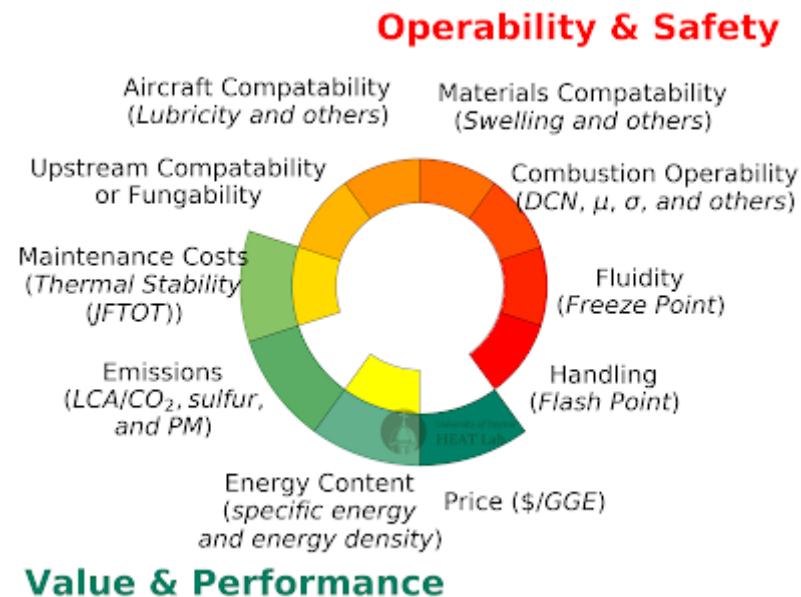 Operability & Safety
Aircraft Compatability
(Lubricity and others)
Materials Compatability
(Swelling and others)
Upstream Compatability
or Fungability
Combustion Operability
(DCN, μ, σ, and others)
Maintenance Costs
(Thermal Stability
(JFTOT))
Fluidity
(Freeze Point)
Emissions
(LCA/CO₂, sulfur,
and PM)
Handling
(Flash Point)
HEAT Lab
Energy Content
(specific energy
and energy density)
Price ($/GGE)
Value & Performance